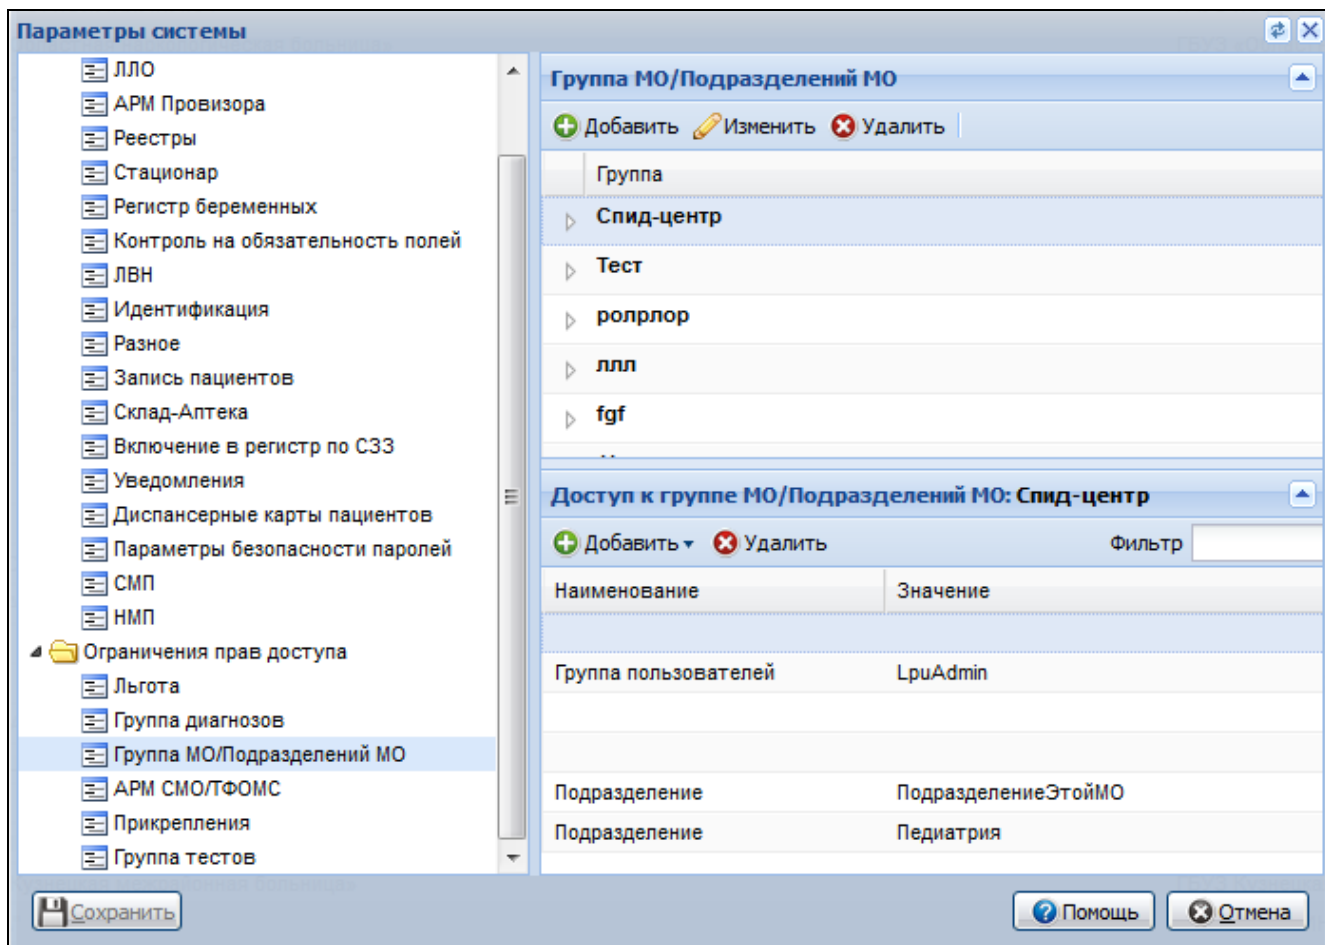 Параметры системы
ЛЛО
АРМ Провизора
Реестры
Стационар
Регистр беременных
Контроль на обязательность полей
ЛВН
Идентификация
Разное
Запись пациентов
Склад-Аптека
Включение в регистр по СЗЗ
Уведомления
Диспансерные карты пациентов
Параметры безопасности паролей
СМП
НМП
Ограничения прав доступа
Льгота
Группа диагнозов
Группа МО/Подразделений МО
АРМ СМО/ТФОМС
Прикрепления
Группа тестов
Группа МО/Подразделений МО
Добавить Изменить Удалить
Группа
Спид-центр
Тест
ролрлор
ллл
fgf
Доступ к группе МО/Подразделений МО: Спид-центр
Добавить Удалить Фильтр
Наименование Значение
Группа пользователей LpuAdmin
Подразделение ПодразделениеЭтойМО
Подразделение Педиатрия
Сохранить Помощь Отмена